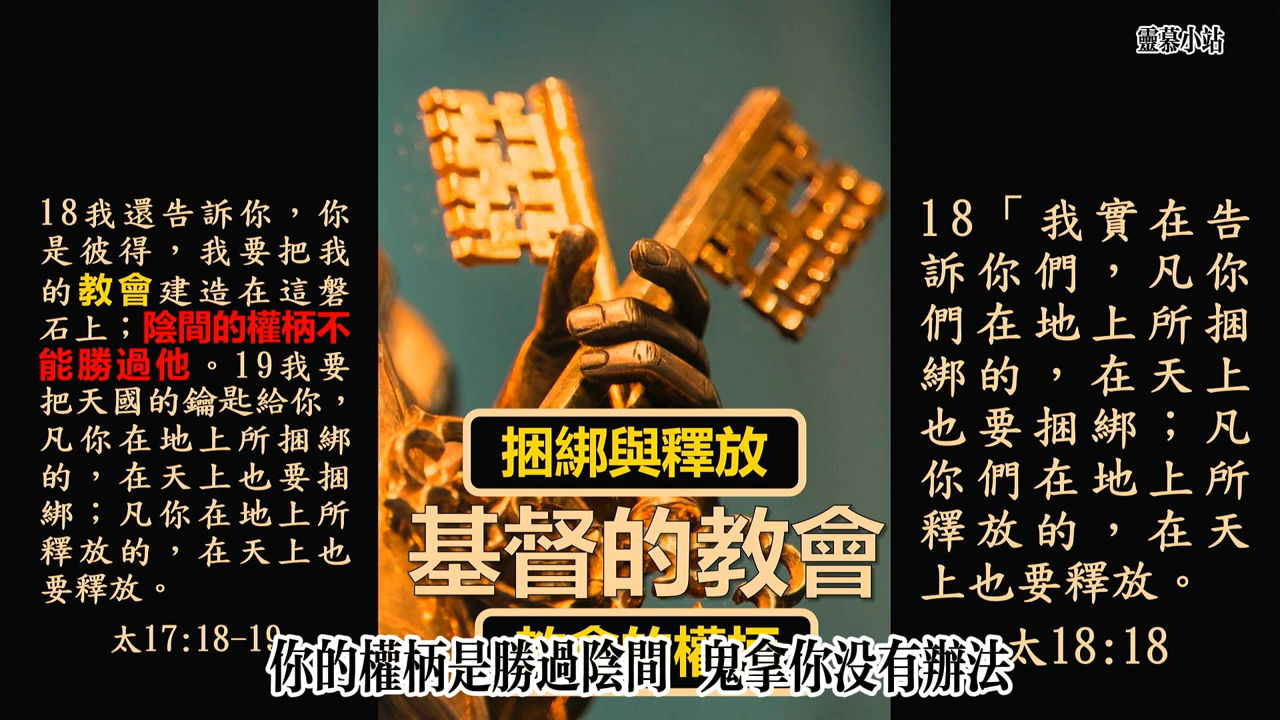 靈慕小站
18我還告訴你，你
是彼得，我要把我
的教會建造在這磐
石上；陰間的權柄不
能勝過他。19我要
把天國的鑰匙給你，
凡你在地上所捆綁
的，在天上也要捆
綁；凡你在地上所
釋放的，在天上也
要釋放。
太17:18-19
捆綁與釋放
基督的教會
教會的權柄
18「我實在告
訴你們，凡你
們在地上所捆
綁的，在天上
也要捆綁；凡
你們在地上所
釋放的，在天
上也要釋放。
太18:18
你的權柄是勝過陰間 鬼拿你没有辦法